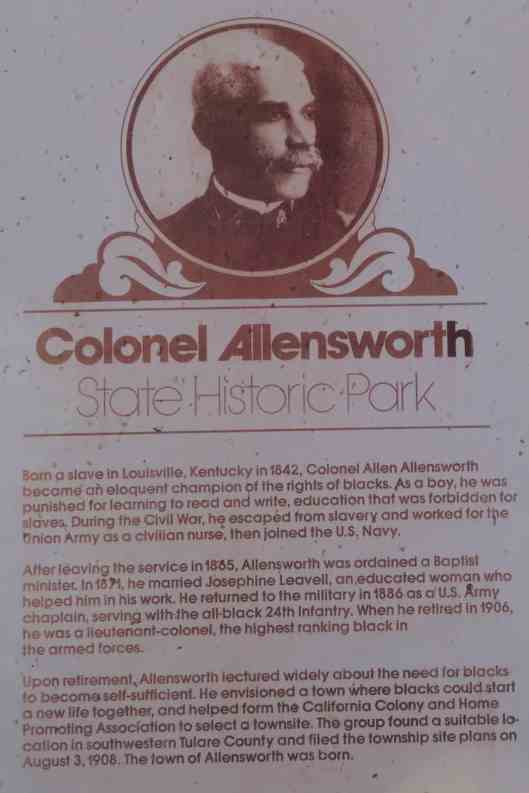 Colonel Allensworth
State Historic Park
Born a slave in Louisville, Kentucky in 1842, Colonel Allen Allensworth
became an eloquent champion of the rights of blacks. As a boy, he was
punished for learning to read and write, education that was forbidden for
slaves. During the Civil War, he escaped from slavery and worked for the
Union Army as a civilian nurse, then joined the U.S. Navy.
After leaving the service in 1865, Allensworth was ordained a Baptist
minister. In 1871, he married Josephine Leavell, an educated woman who
helped him in his work. He returned to the military in 1886 as a U.S. Army
chaplain, serving with the all-black 24th Infantry. When he retired in 1906,
he was a lieutenant-colonel, the highest ranking black in
the armed forces.
Upon retirement, Allensworth lectured widely about the need for blacks
to become self-sufficient. He envisioned a town where blacks could start
a new life together, and helped form the California Colony and Home
Promoting Association to select a townsite. The group found a suitable lo-
cation in southwestern Tulare County and filed the township site plans on
August 3, 1908. The town of Allensworth was born.